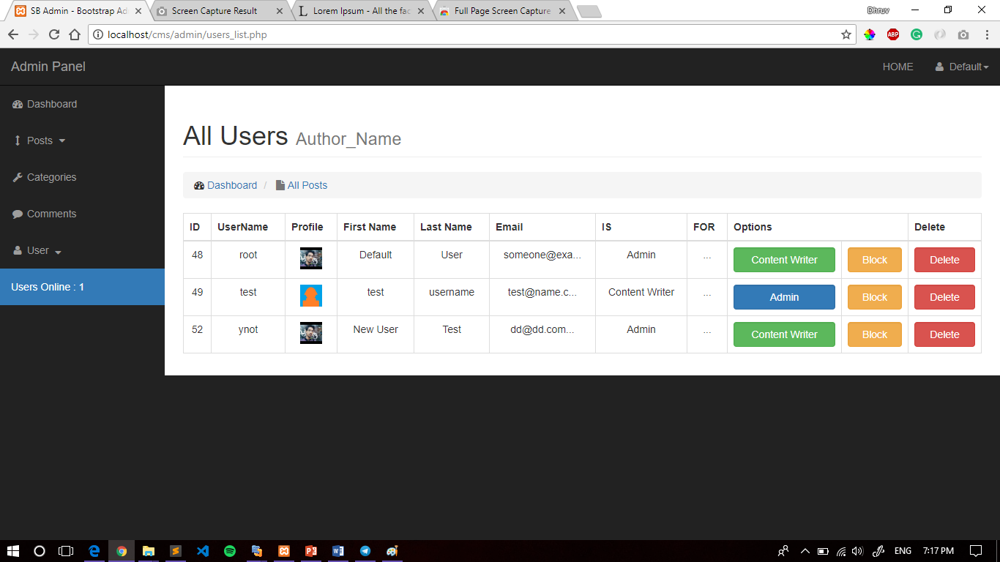 SB Admin - Bootstrap Ad
Screen Capture Result
Lorem Ipsum - All the fac
Full Page Screen Capture
Dhruv
localhost/cms/admin/users_list.php
ABP
Admin Panel
HOME
Default
Dashboard
Posts
Categories
Comments
User
Users Online : 1
All Users Author_Name
Dashboard / All Posts
ID UserName Profile First Name Last Name Email IS FOR Options Delete
48 root Default User someone@exa... Admin ... Content Writer Block Delete
49 test test username test@name.c... Content Writer ... Admin Block Delete
52 ynot New User Test dd@dd.com... Admin ... Content Writer Block Delete
ENG 7:17 PM